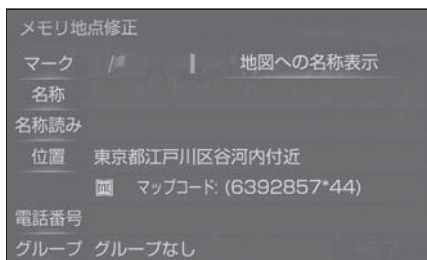 メモリ地点修正
マーク 地図への名称表示
名称
名称読み
位置 東京都江戸川区谷河内付近
マップコード: (6392857*44)
電話番号
グループ グループなし
完了